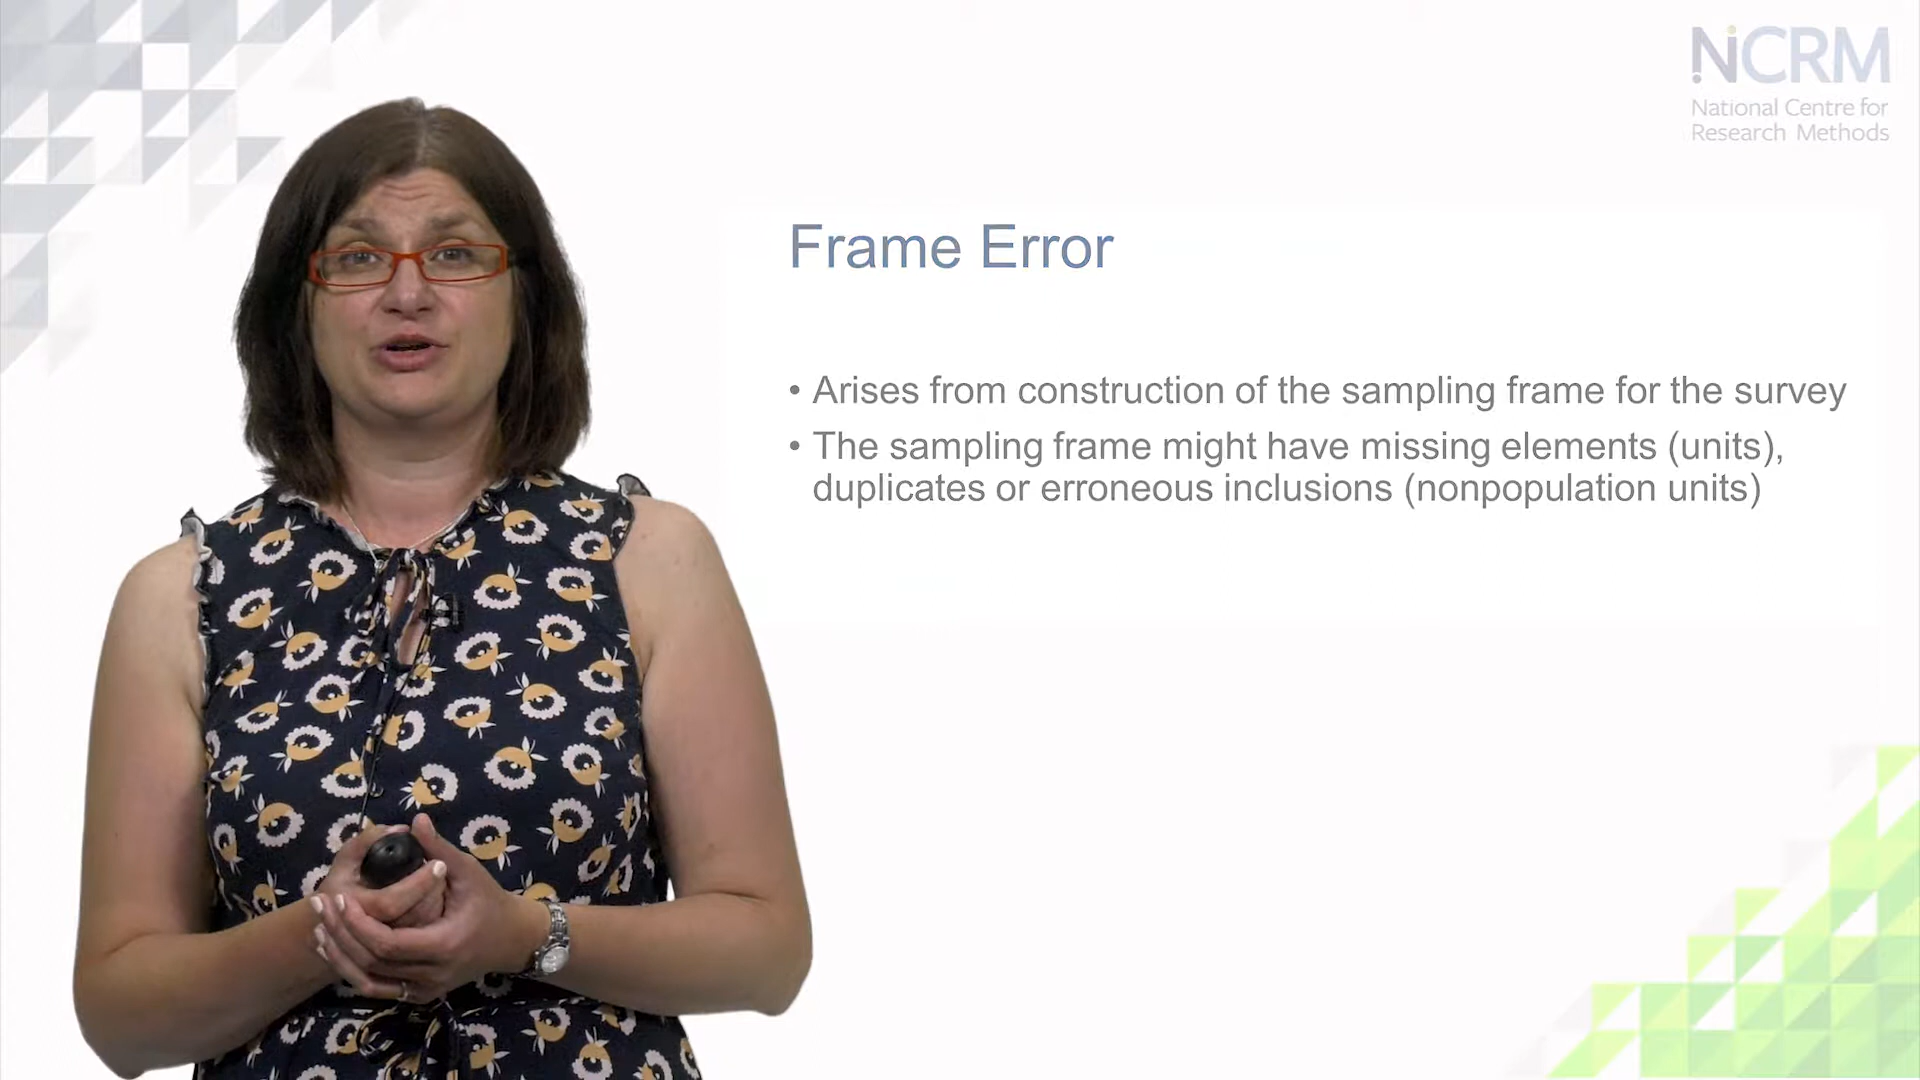 NCRM
National Centre for
Research Methods
Frame Error
• Arises from construction of the sampling frame for the survey
• The sampling frame might have missing elements (units),
duplicates or erroneous inclusions (nonpopulation units)